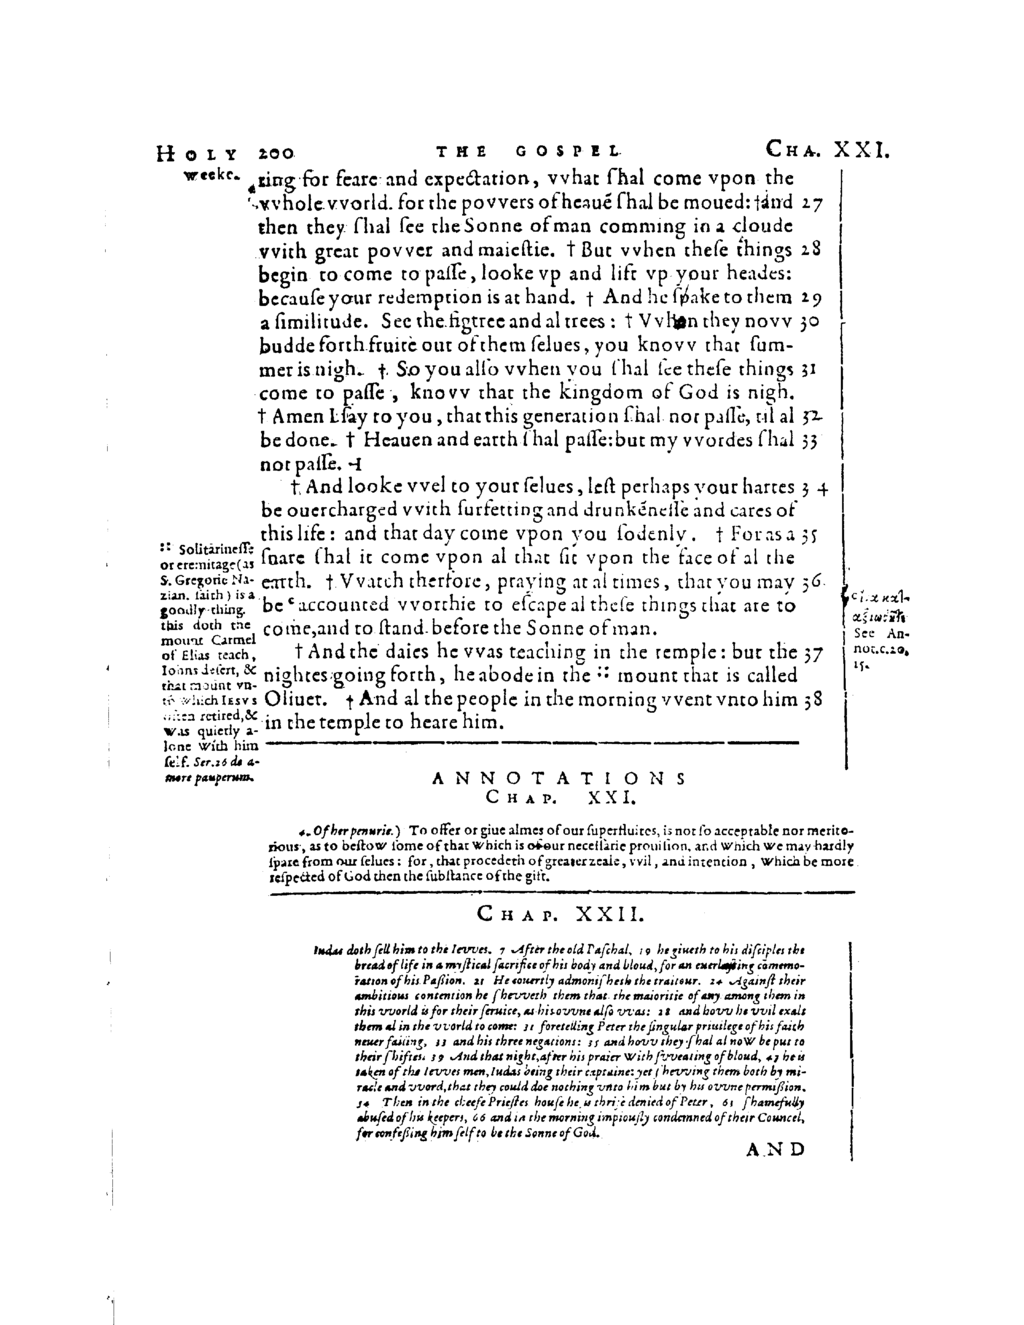 HOLY 200 THE GOSPEL CHA. XXI.
weeke.
ring for feare and expectation, vvhat ſhal come vpon the
vvhole vvorld. for the povvers of heauē ſhal be moued: †and 27
then they ſhal ſee the Sonne of man comming in a cloude
vvith great povver and maieſtie. † But vvhen theſe things 28
begin to come to paſſe, looke vp and lift vp your heades:
becauſe your redemption is at hand. † And he ſpake to them 29
a ſimilitude. See the figtree and al trees: † VVhen they novv 30
budde forth fruite out of them ſelues, you knovv that ſum-
mer is nigh. † So you alſo vvhen you ſhal ſee theſe things 31
come to paſſe, knovv that the kingdom of God is nigh.
† Amen I ſay to you, that this generation ſhal not paſſe, til al 32
be done. † Heauen and earth ſhal paſſe: but my vvordes ſhal 33
not paſſe. ⊣
† And looke vvel to your ſelues, leſt perhaps your hartes 34
be ouercharged vvith ſurfetting and drunkēneſſe and cares of
this life: and that day come vpon you ſodenly. † For as a 35
ſnare ſhal it come vpon al that ſit vpon the face of al the
earth. † VVatch therfore, praying at al times, that you may 36
be ᶜ accounted vvorthie to eſcape al theſe things that are to
come, and to ſtand before the Sonne of man.
† And the daies he vvas teaching in the temple: but the 37
nightes going forth, he abode in the :: mount that is called
Oliuet. † And al the people in the morning vvent vnto him 38
in the temple to heare him.
:: Solitarineſſe
or eremitage (as
S. Gregorie Na-
zian. ſaith) is a
goodly thing.
this doth the
mount Carmel
of Elias teach,
Iohns deſert, &
that mount vn-
to which IESVS
often retired, &
was quietly a-
lone with him
ſelf. Ser. 26 de a-
more pauperum.
καταξιωθῆτε
See An-
not. c. 20,
15.
ANNOTATIONS
CHAP. XXI.
4. Of her penurie.) To offer or giue almes of our ſuperfluites, is not ſo acceptable nor merito-
rious, as to beſtow ſome of that which is of our neceſſarie prouiſion, and which we may hardly
ſpare from our ſelues: for, that procedeth of greater zeale, vvil, and intention, which be more
reſpected of God then the ſubſtance of the gift.
CHAP. XXII.
Iudas doth ſell him to the Ievves. 7 After the old Paſchal, 19 he giueth to his diſciples the
bread of life in a myſtical ſacrifice of his body and bloud, for an euerlaſting cōmemo-
ration of his Paſſion. 21 He couertly admoniſheth the traitour. 24 Againſt their
ambitious contention he ſhevveth them that the maioritie of any among them in
this vvorld is for their ſeruice, as his ovvne alſo vvas: 28 and hovv he vvil exalt
them al in the vvorld to come: 31 foretelling Peter the ſingular priuilege of his faith
neuer failing, 33 and his three negations: 35 and hovv they ſhal al now be put to
their ſhiftes. 39 And that night, after his praier with ſvveating of bloud, 43 he is
taken of the Ievves men, Iudas being their captaine: yet ſhevving them both by mi-
racle and vvord, that they could doe nothing vnto him but by his ovvne permiſſion.
54 Then in the cheefe Prieſtes houſe he is thriſe denied of Peter, 61 ſhamefully
abuſed of his keepers, 66 and in the morning impiouſly condemned of their Councel,
for confeſſing him ſelf to be the Sonne of God.
AND